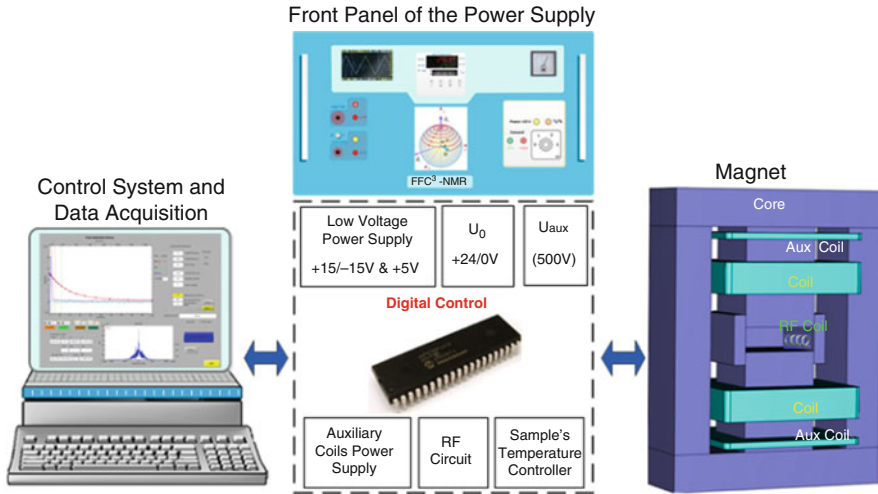 Front Panel of the Power Supply
FFC³-NMR
Control System and
Data Acquisition
Low Voltage
Power Supply
+15/–15V & +5V
U₀
+24/0V
Uaux
(500V)
Digital Control
Auxiliary
Coils Power
Supply
RF
Circuit
Sample's
Temperature
Controller
Magnet
Core
Aux Coil
Coil
RF Coil
Coil
Aux Coil